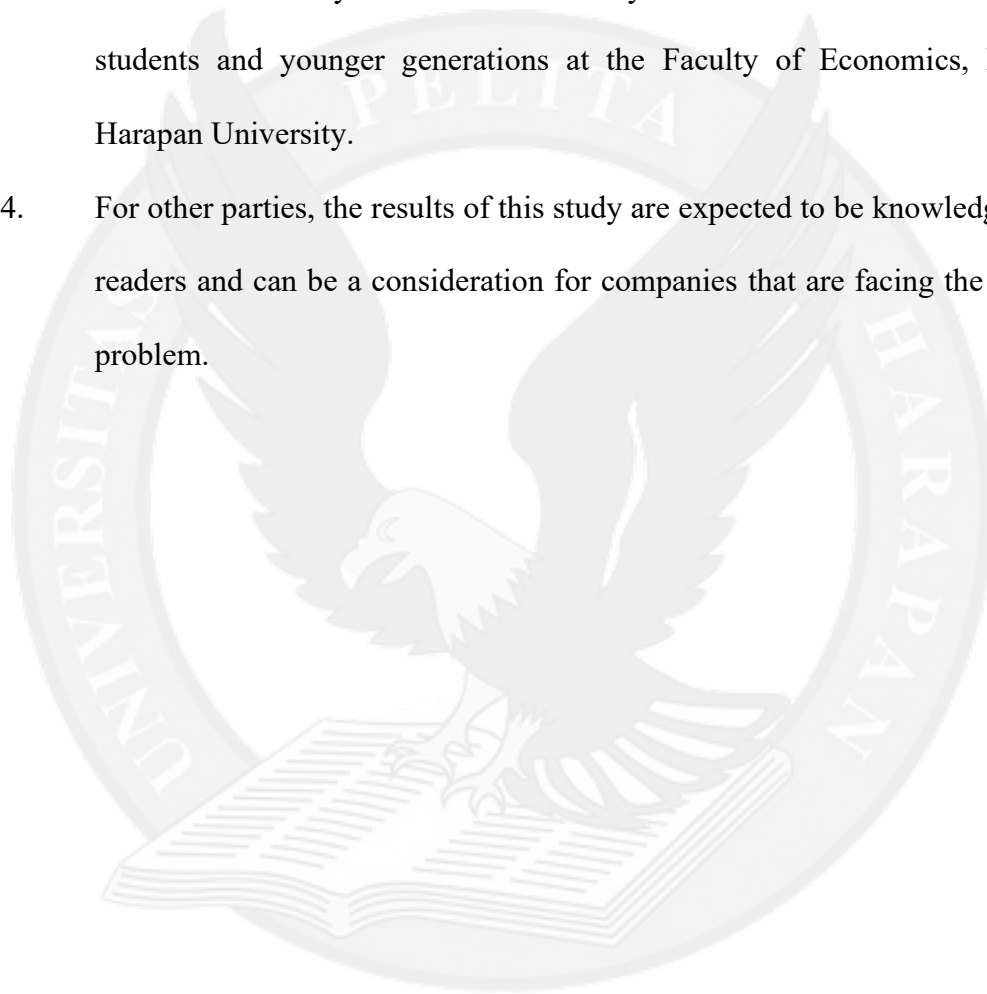 students and younger generations at the Faculty of Economics,
Harapan University.
4. For other parties, the results of this study are expected to be knowledg
readers and can be a consideration for companies that are facing the
problem.
UNIVERSITAS
PELITA
HARAPAN